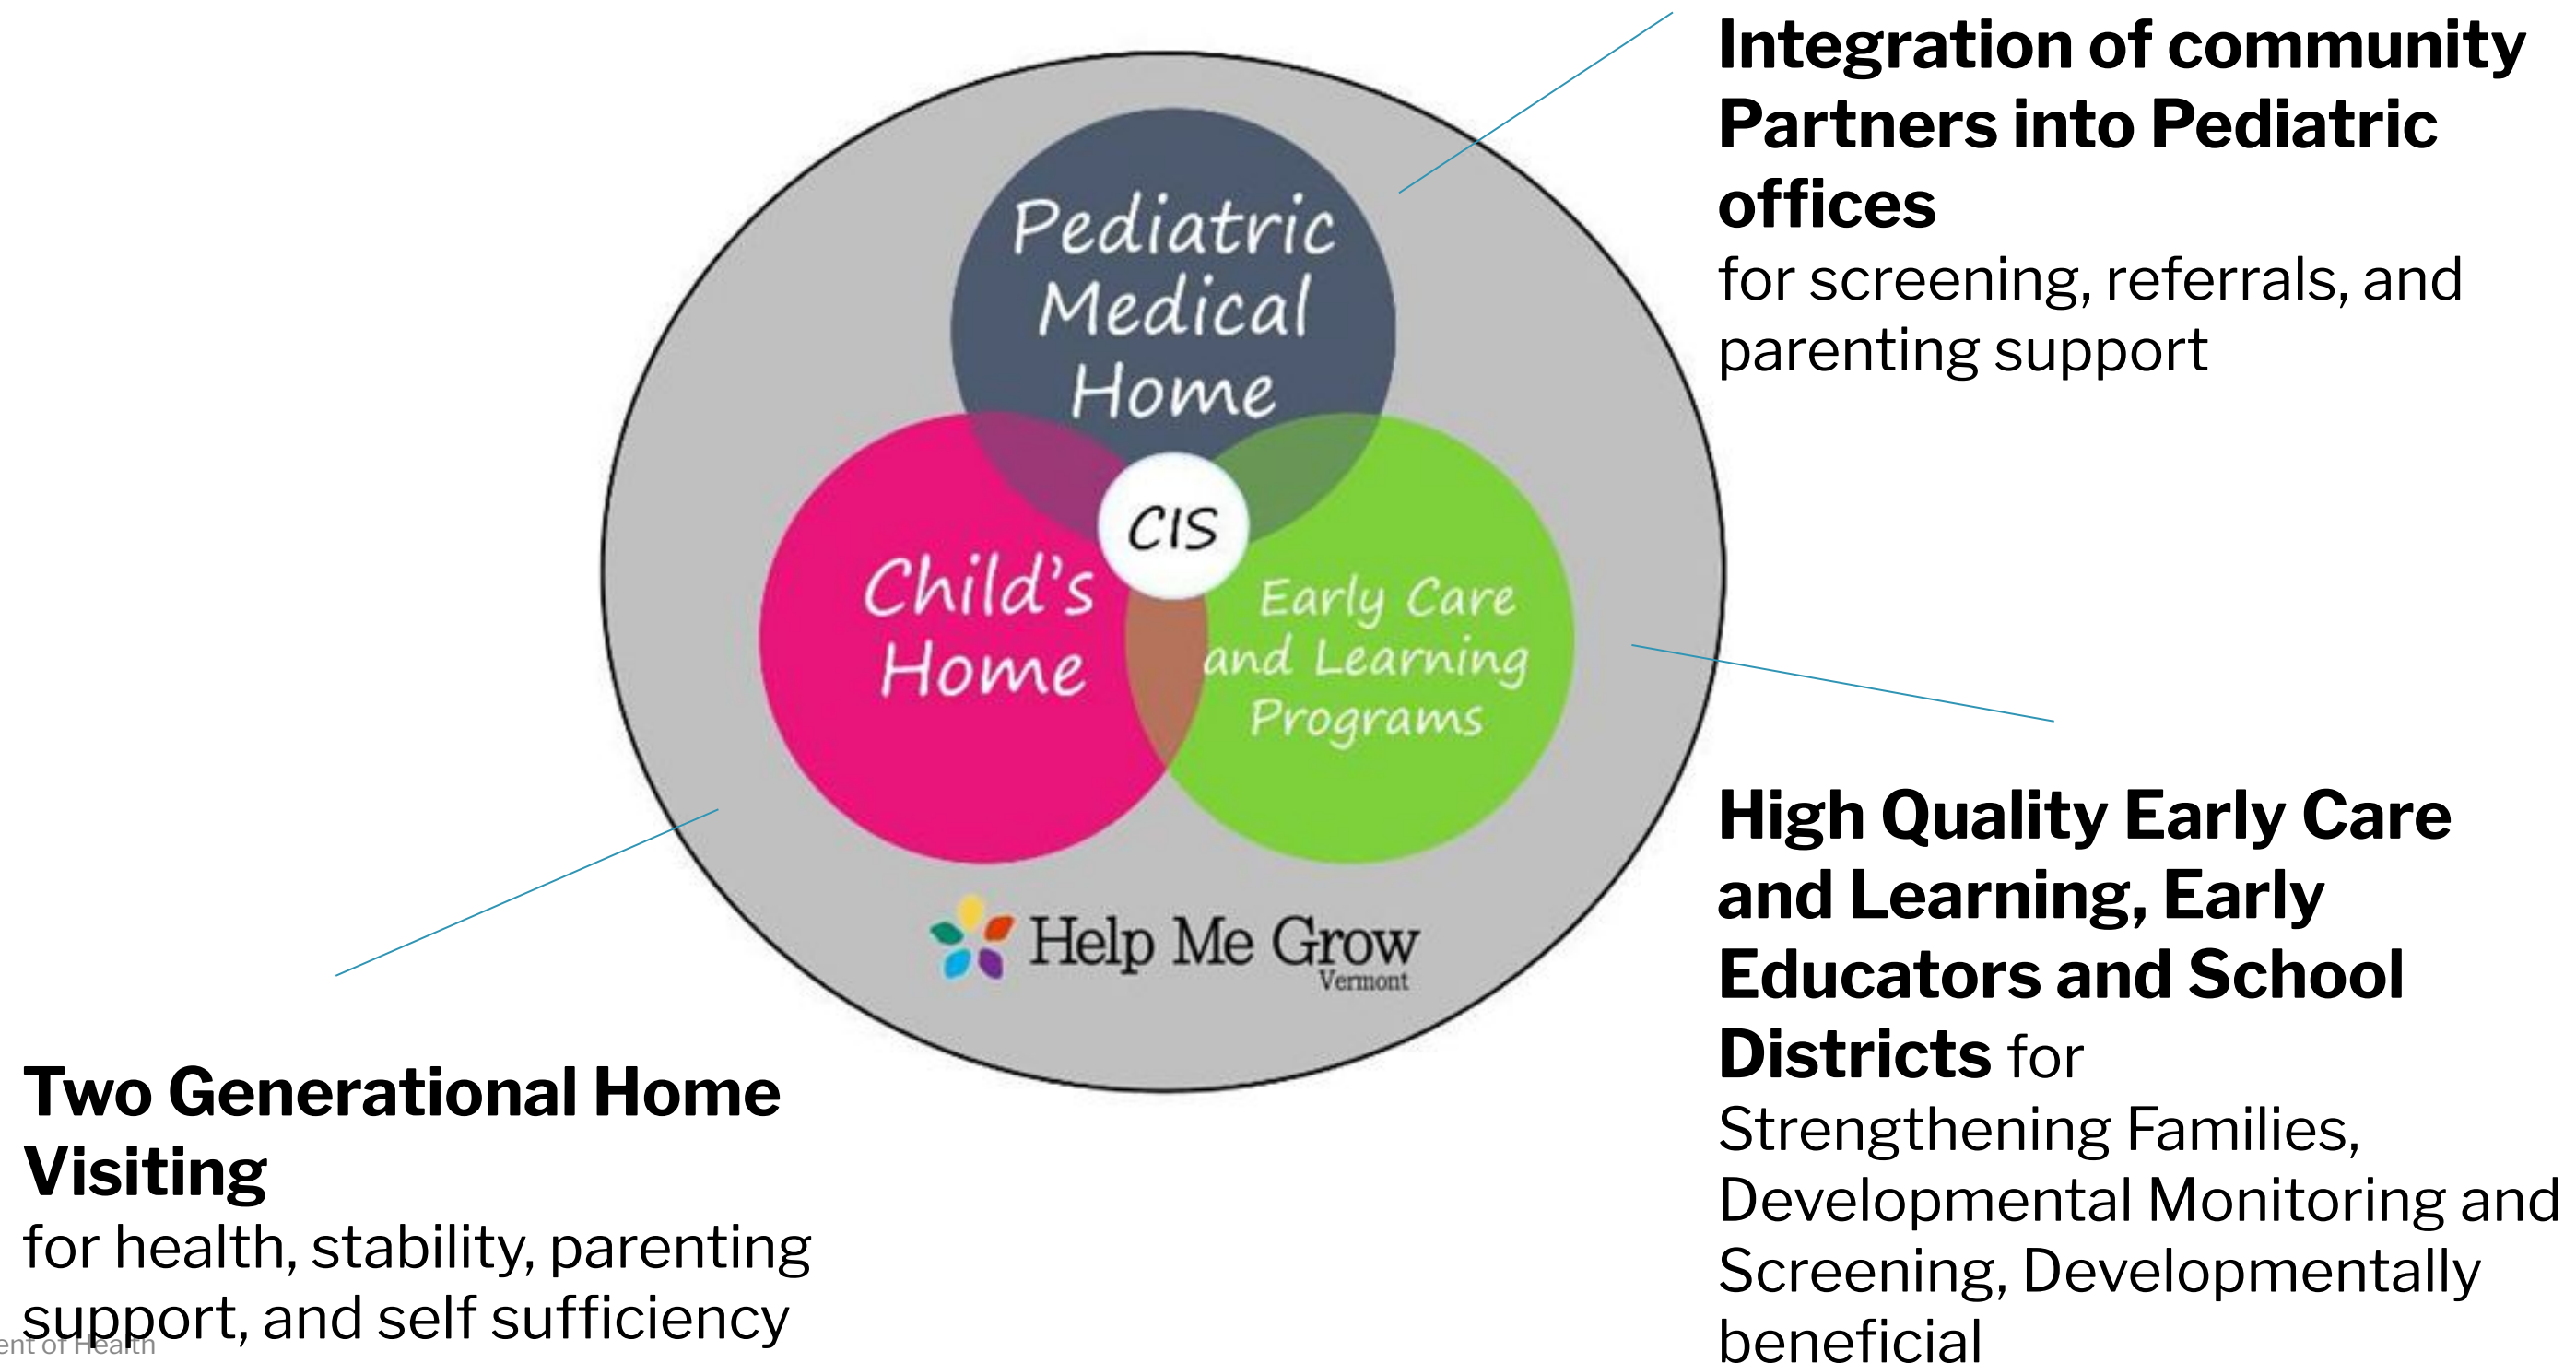 Integration of community
Partners into Pediatric
offices
for screening, referrals, and
parenting support
Pediatric
Medical
Home
CIS
Child's
Home
Early Care
and Learning
Programs
Help Me Grow
Vermont
High Quality Early Care
and Learning, Early
Educators and School
Districts for
Strengthening Families,
Developmental Monitoring and
Screening, Developmentally
beneficial
Two Generational Home
Visiting
for health, stability, parenting
support, and self sufficiency
of Health